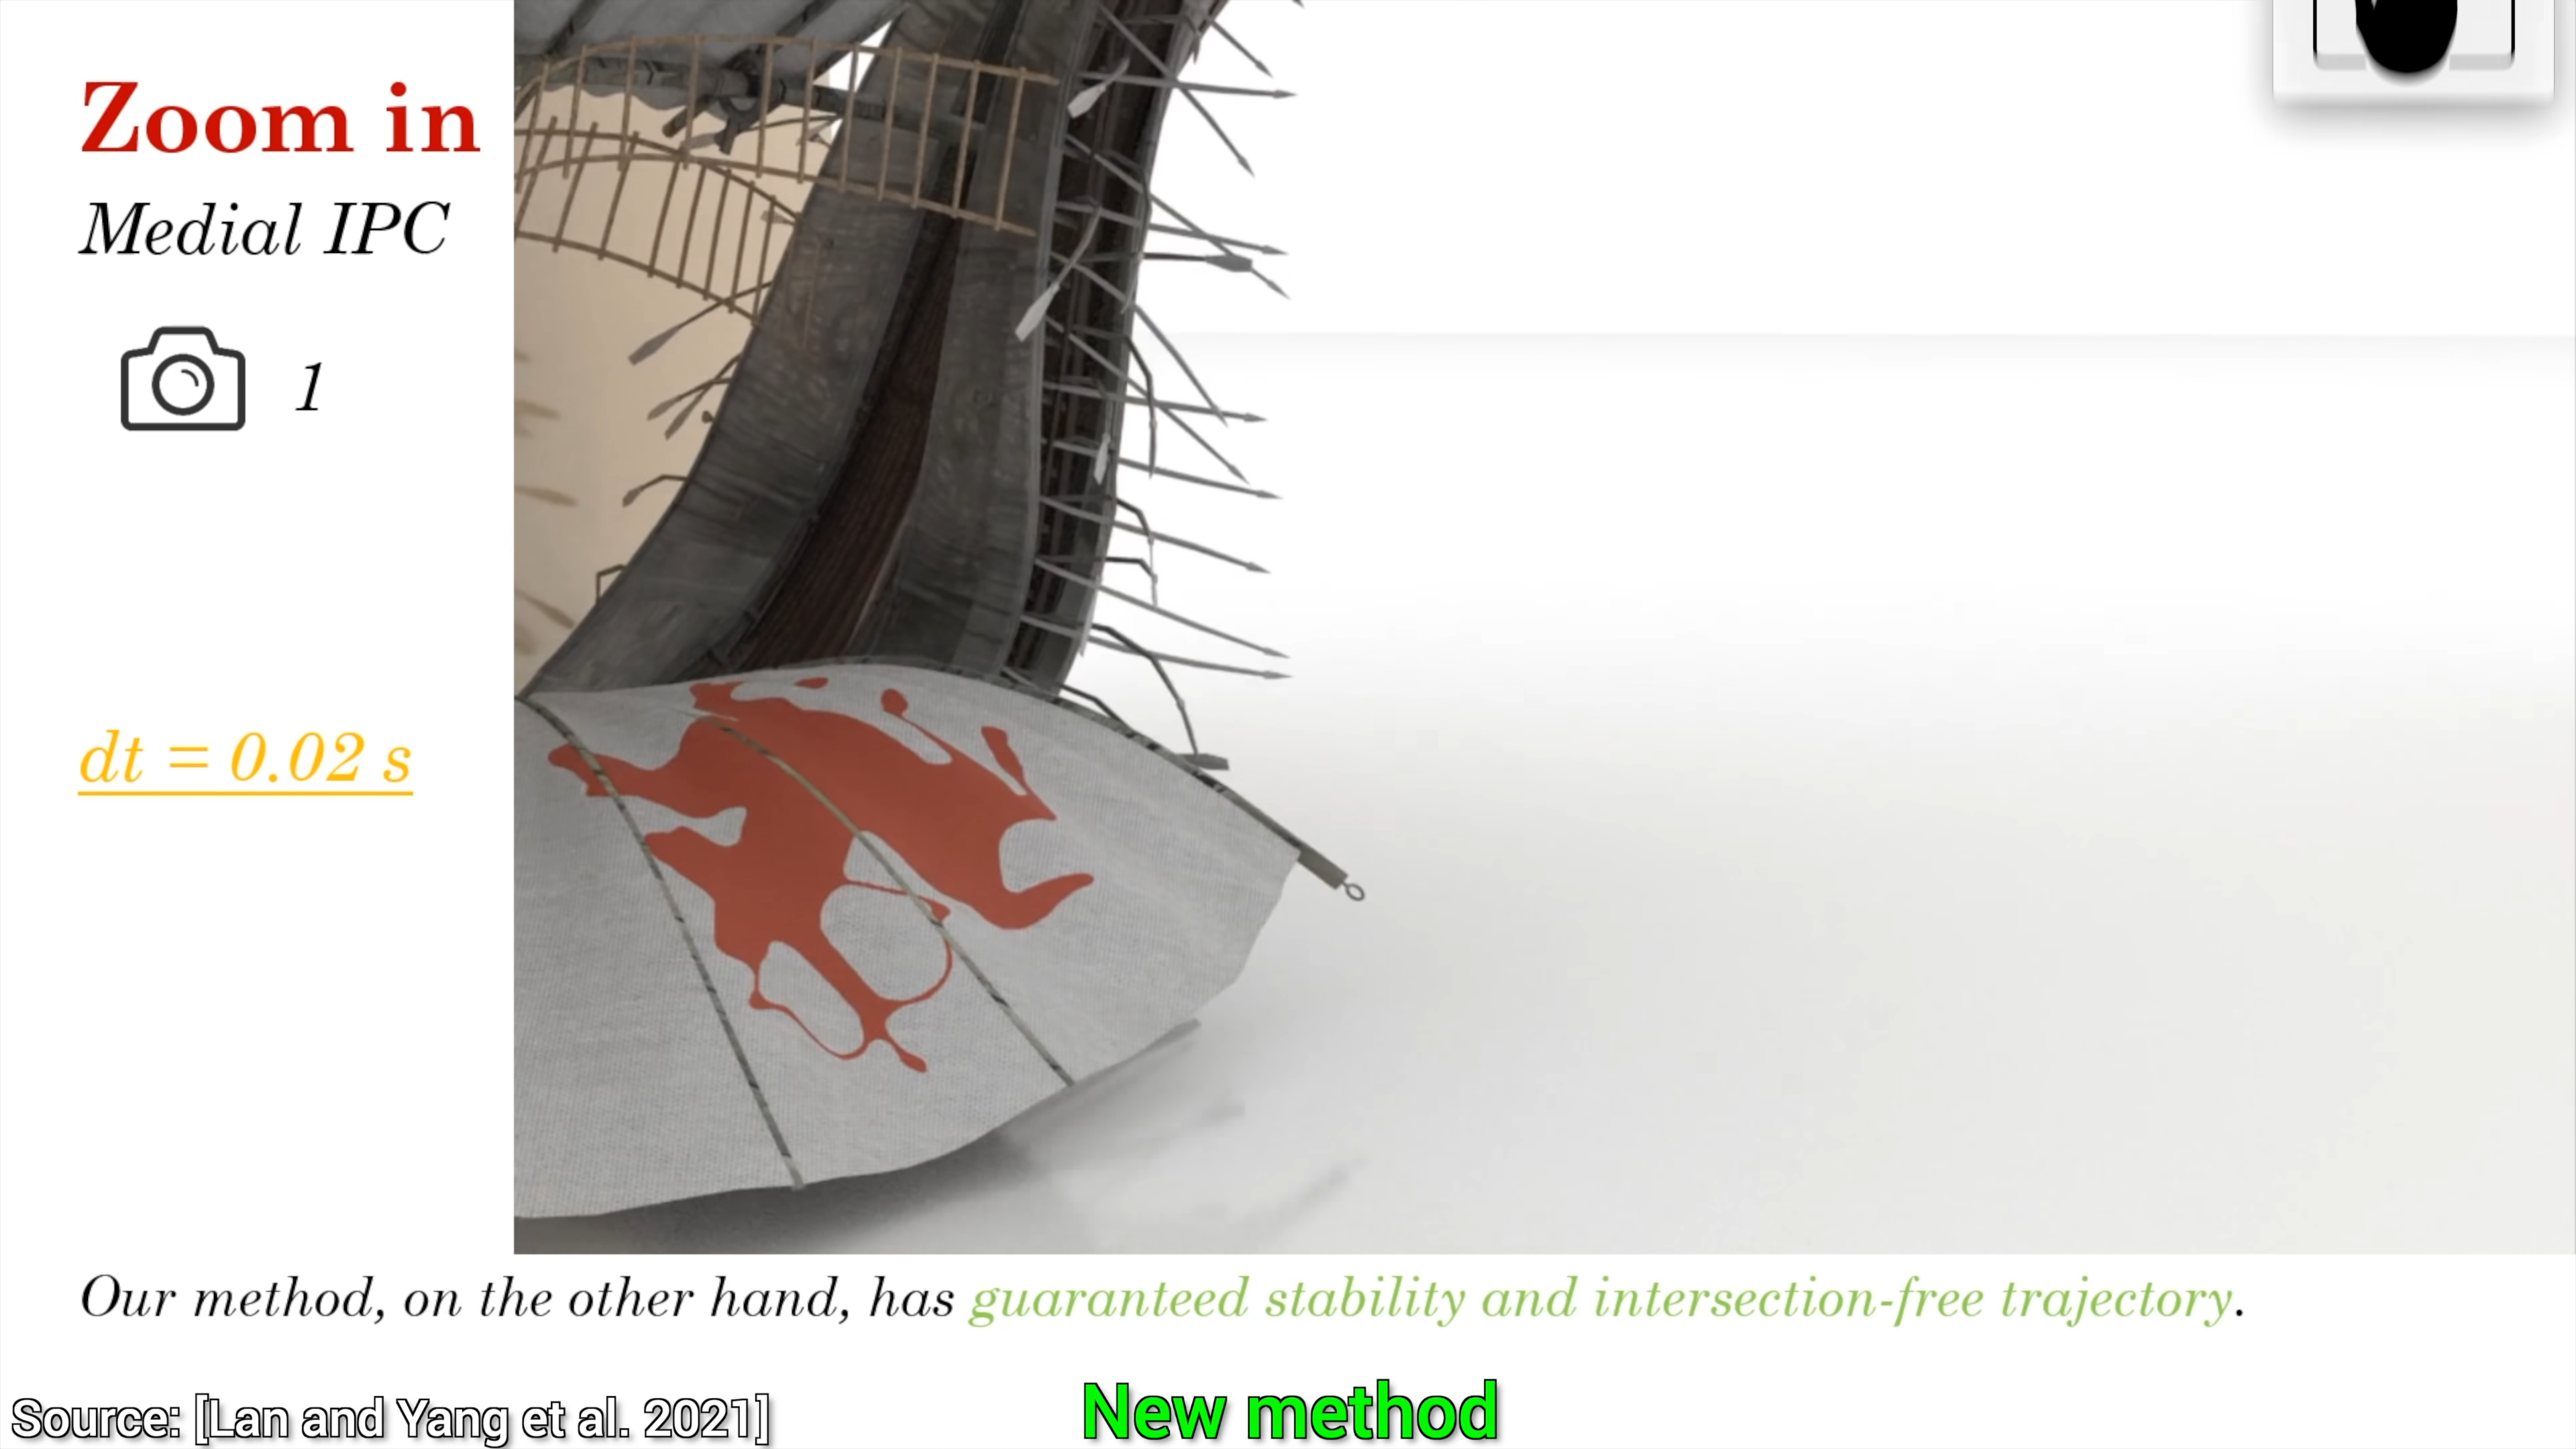 Zoom in
Medial IPC
1
dt = 0.02 s
Our method, on the other hand, has guaranteed stability and intersection-free trajectory.
Source: [Lan and Yang et al. 2021]
New method